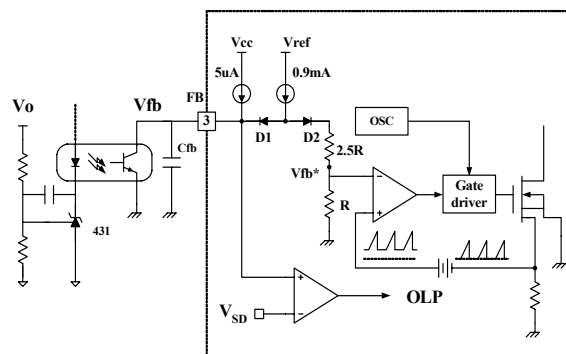 Vcc
Vref
5uA
0.9mA
FB
Vo
Vfb
3
D1
D2
OSC
2.5R
Cfb
Vfb*
−
R
+
Gate
driver
431
+
−
OLP
VSD